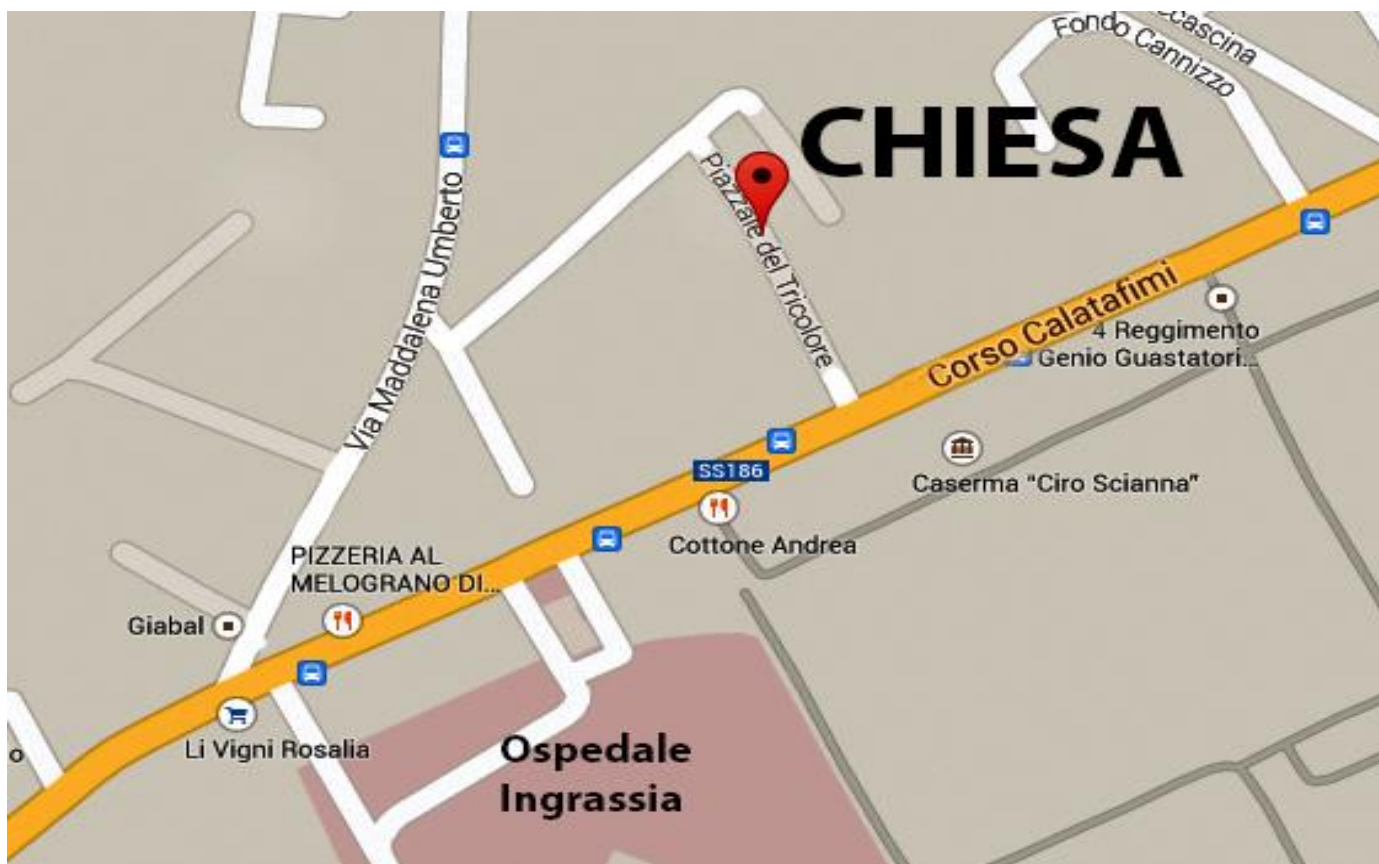 ecascina
Fondo Cannizzo
CHIESA
Piazzale del Tricolore
Via Maddalena Umberto
Corso Calatafimi
4 Reggimento
Genio Guastatori...
SS186
Caserma "Ciro Scianna"
Cottone Andrea
PIZZERIA AL
MELOGRANO DI...
Giabal
Li Vigni Rosalia
o
Ospedale
Ingrassia